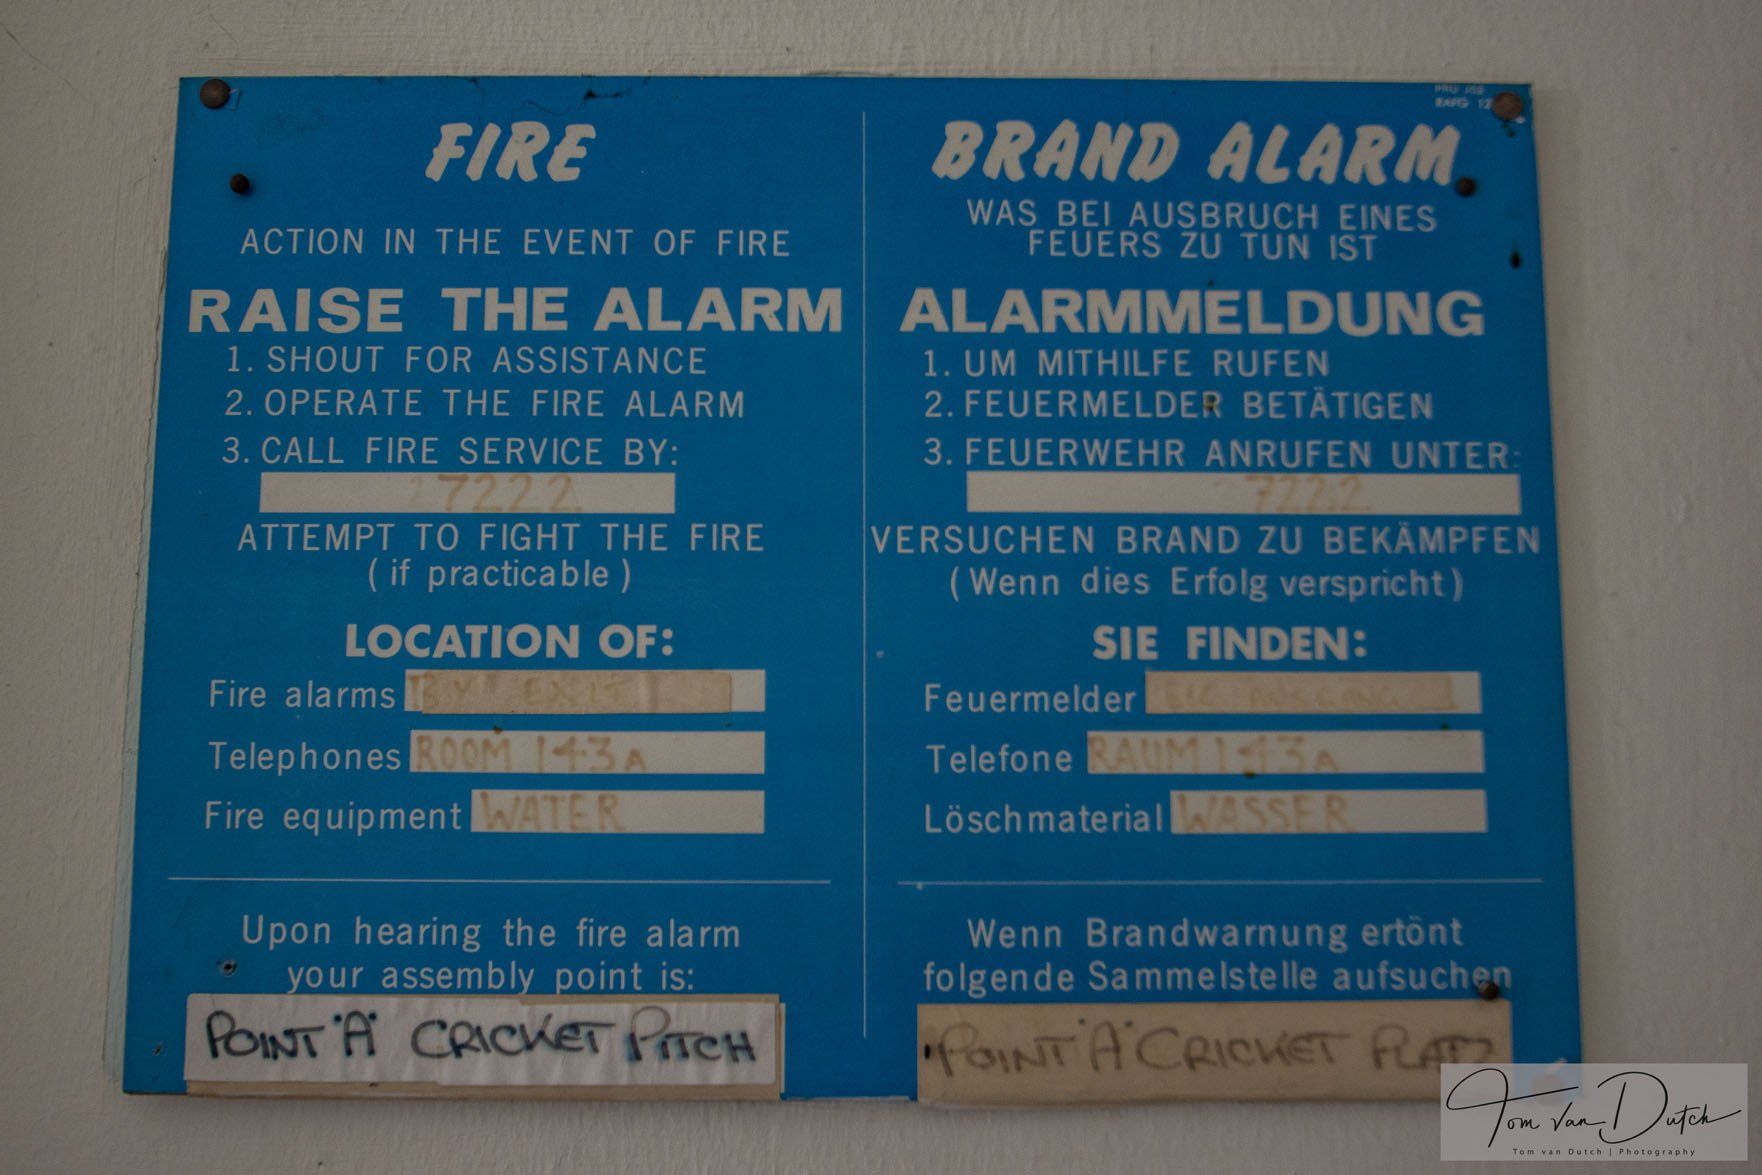 FIRE
ACTION IN THE EVENT OF FIRE
RAISE THE ALARM
1. SHOUT FOR ASSISTANCE
2. OPERATE THE FIRE ALARM
3. CALL FIRE SERVICE BY:
7222
ATTEMPT TO FIGHT THE FIRE
(if practicable)
LOCATION OF:
Fire alarms BY EXIT
Telephones ROOM 143A
Fire equipment WATER
Upon hearing the fire alarm
your assembly point is:
POINT "A" CRICKET PITCH
BRAND ALARM
WAS BEI AUSBRUCH EINES
FEUERS ZU TUN IST
ALARMMELDUNG
1. UM MITHILFE RUFEN
2. FEUERMELDER BETÄTIGEN
3. FEUERWEHR ANRUFEN UNTER:
7222
VERSUCHEN BRAND ZU BEKÄMPFEN
(Wenn dies Erfolg verspricht)
SIE FINDEN:
Feuermelder
Telefone RAUM 143A
Löschmaterial WASSER
Wenn Brandwarnung ertönt
folgende Sammelstelle aufsuchen
POINT "A" CRICKET PLATZ
Tom van Dutch
Tom van Dutch | Photography